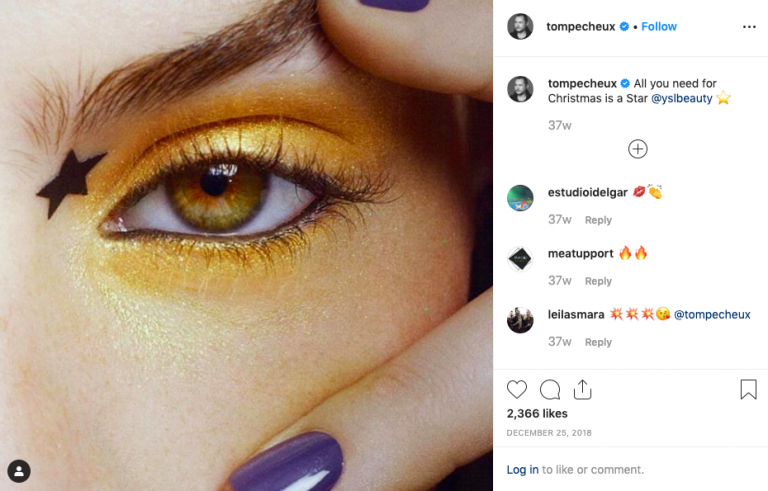 tompecheux • Follow
tompecheux All you need for
Christmas is a Star @yslbeauty ⭐
37w
estudioidelgar 💋👏
37w Reply
meatupport 🔥🔥
37w Reply
leilasmara 💥💥💥😘 @tompecheux
37w Reply
2,366 likes
DECEMBER 25, 2018
Log in to like or comment.